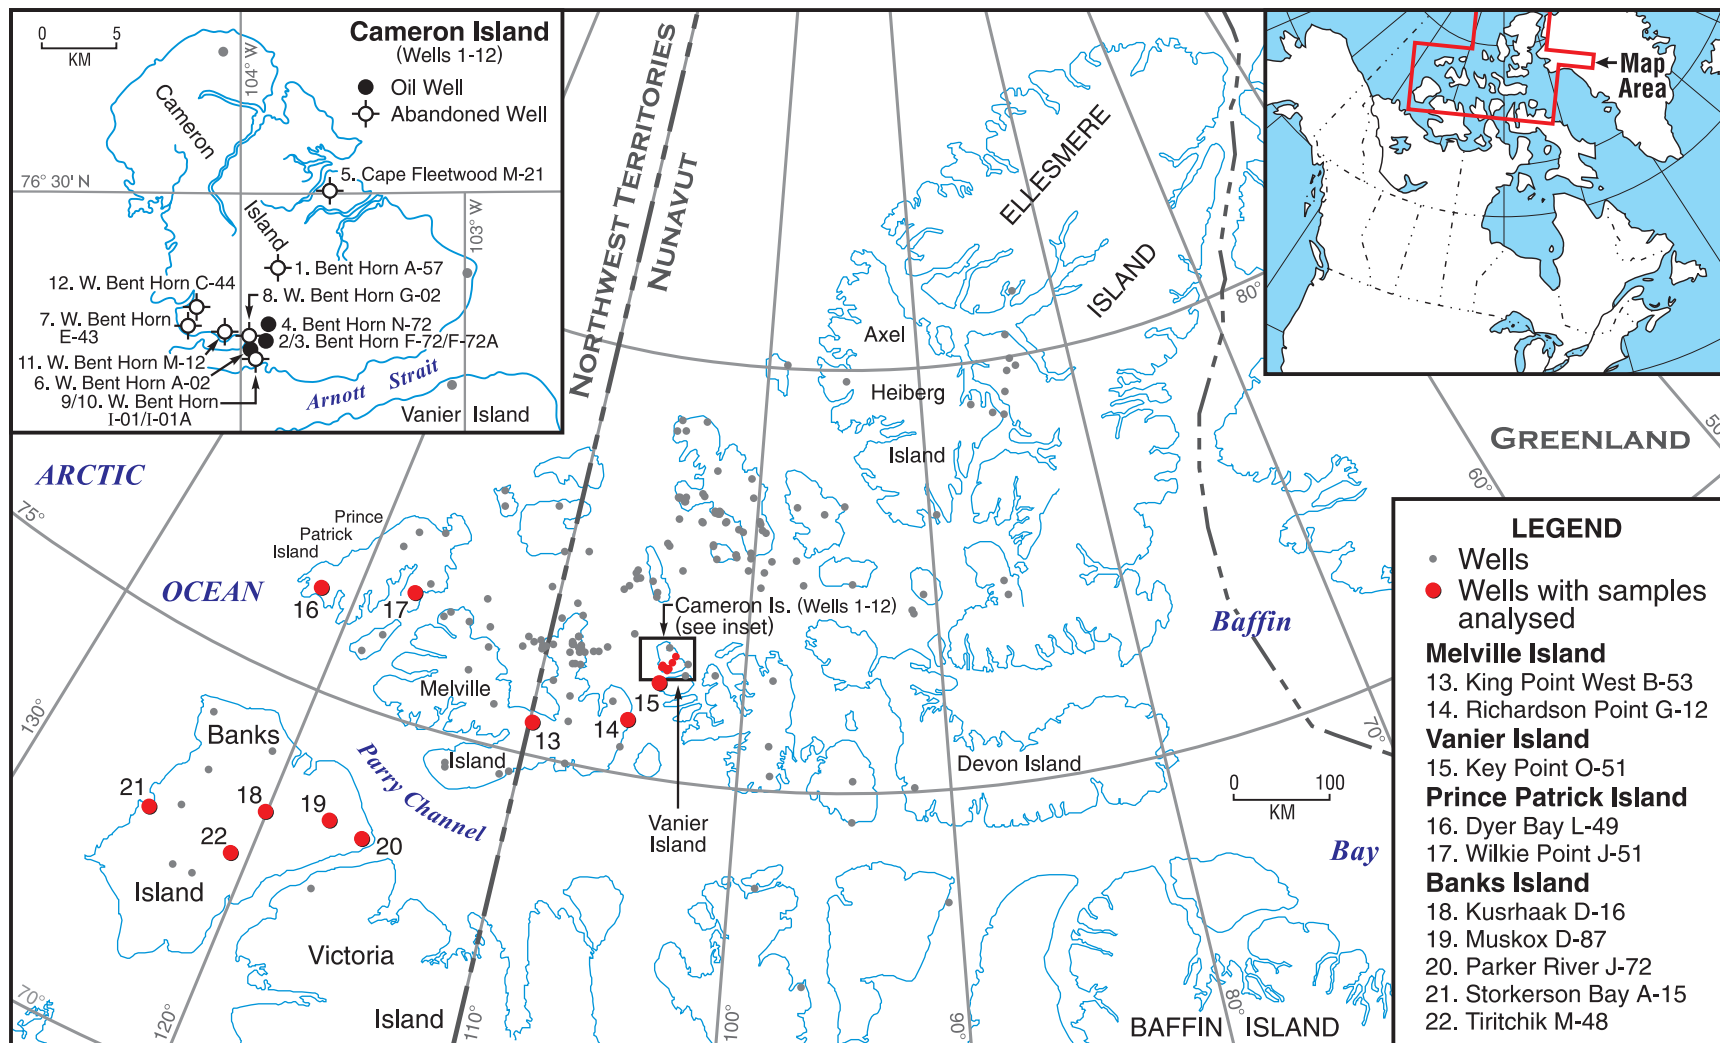 0 5
KM
Cameron Island
(Wells 1-12)
Oil Well
Abandoned Well
104° W
Cameron
Island
76° 30' N
103° W
5. Cape Fleetwood M-21
1. Bent Horn A-57
12. W. Bent Horn C-44
8. W. Bent Horn G-02
7. W. Bent Horn
E-43
4. Bent Horn N-72
2/3. Bent Horn F-72/F-72A
11. W. Bent Horn M-12
6. W. Bent Horn A-02
9/10. W. Bent Horn
I-01/I-01A
Arnott Strait
Vanier Island
NORTHWEST TERRITORIES
NUNAVUT
ELLESMERE
ISLAND
Map
Area
80°
Axel
Heiberg
Island
GREENLAND
50°
60°
ARCTIC
OCEAN
75°
Prince
Patrick
Island
16
17
Cameron Is. (Wells 1-12)
(see inset)
Baffin
Bay
Melville
Island
15
14
13
130°
Banks
Island
21
18
19
20
22
Parry Channel
Vanier
Island
Devon Island
70°
0 100
KM
Victoria
Island
70°
120°
110°
100°
90°
80°
BAFFIN ISLAND
LEGEND
Wells
Wells with samples
analysed
Melville Island
13. King Point West B-53
14. Richardson Point G-12
Vanier Island
15. Key Point O-51
Prince Patrick Island
16. Dyer Bay L-49
17. Wilkie Point J-51
Banks Island
18. Kusrhaak D-16
19. Muskox D-87
20. Parker River J-72
21. Storkerson Bay A-15
22. Tiritchik M-48